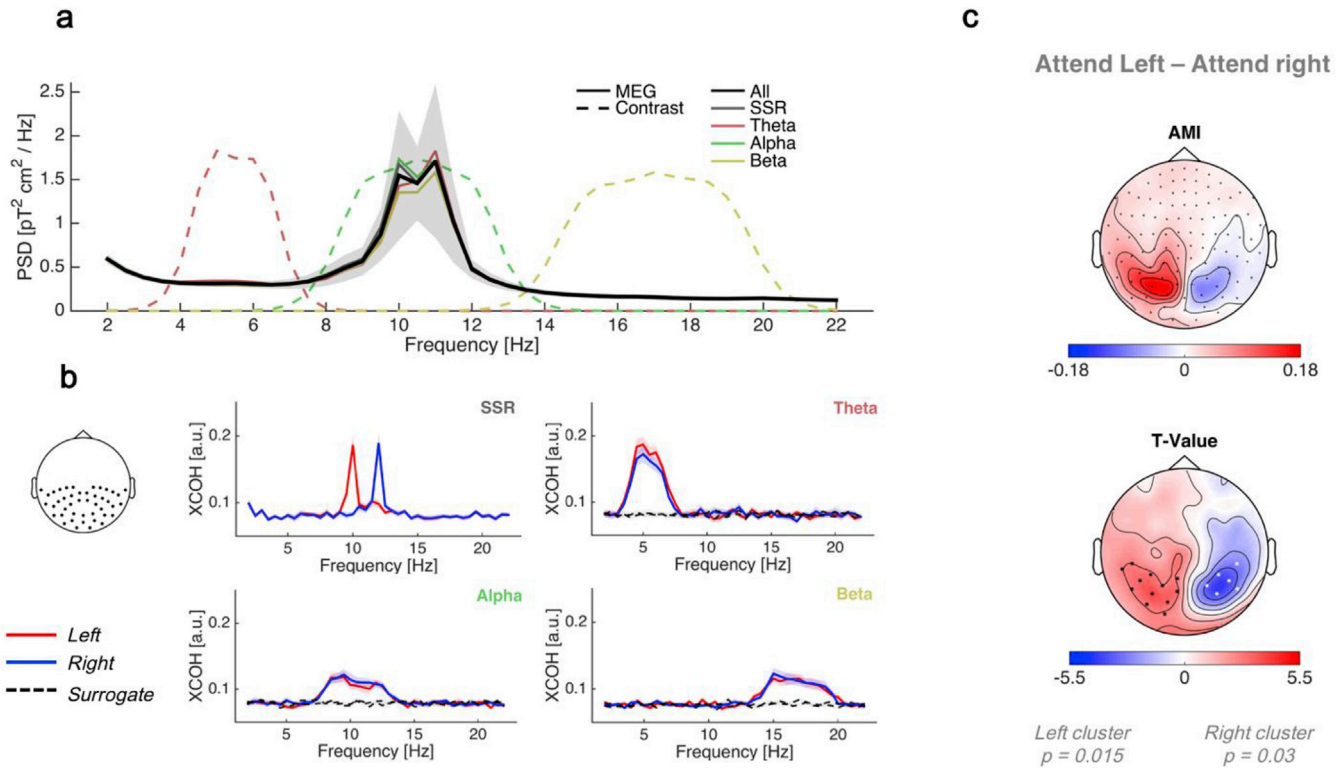 a
2.5
2
1.5
1
0.5
0
PSD [pT² cm² / Hz]
MEG
Contrast
All
SSR
Theta
Alpha
Beta
2 4 6 8 10 12 14 16 18 20 22
Frequency [Hz]
b
SSR
0.2
0.1
XCOH [a.u.]
5 10 15 20
Frequency [Hz]
Theta
0.2
0.1
XCOH [a.u.]
5 10 15 20
Frequency [Hz]
Alpha
0.2
0.1
XCOH [a.u.]
5 10 15 20
Frequency [Hz]
Beta
0.2
0.1
XCOH [a.u.]
5 10 15 20
Frequency [Hz]
Left
Right
Surrogate
c
Attend Left – Attend right
AMI
-0.18 0 0.18
T-Value
-5.5 0 5.5
Left cluster
p = 0.015
Right cluster
p = 0.03